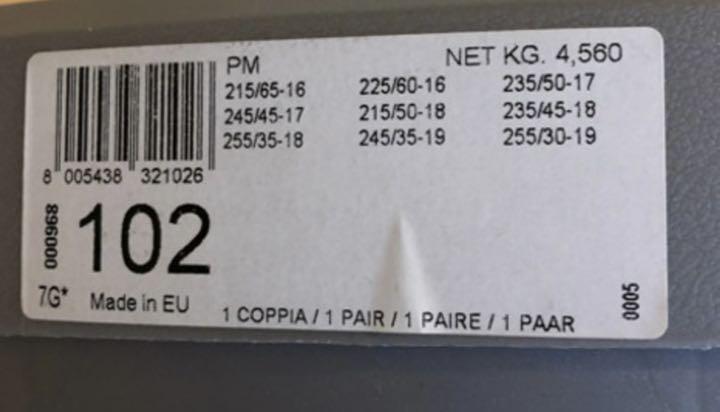 PM NET KG. 4,560
215/65-16 225/60-16 235/50-17
245/45-17 215/50-18 235/45-18
255/35-18 245/35-19 255/30-19
8 005438 321026
102
000968
7G* Made in EU
1 COPPIA / 1 PAIR / 1 PAIRE / 1 PAAR
0005